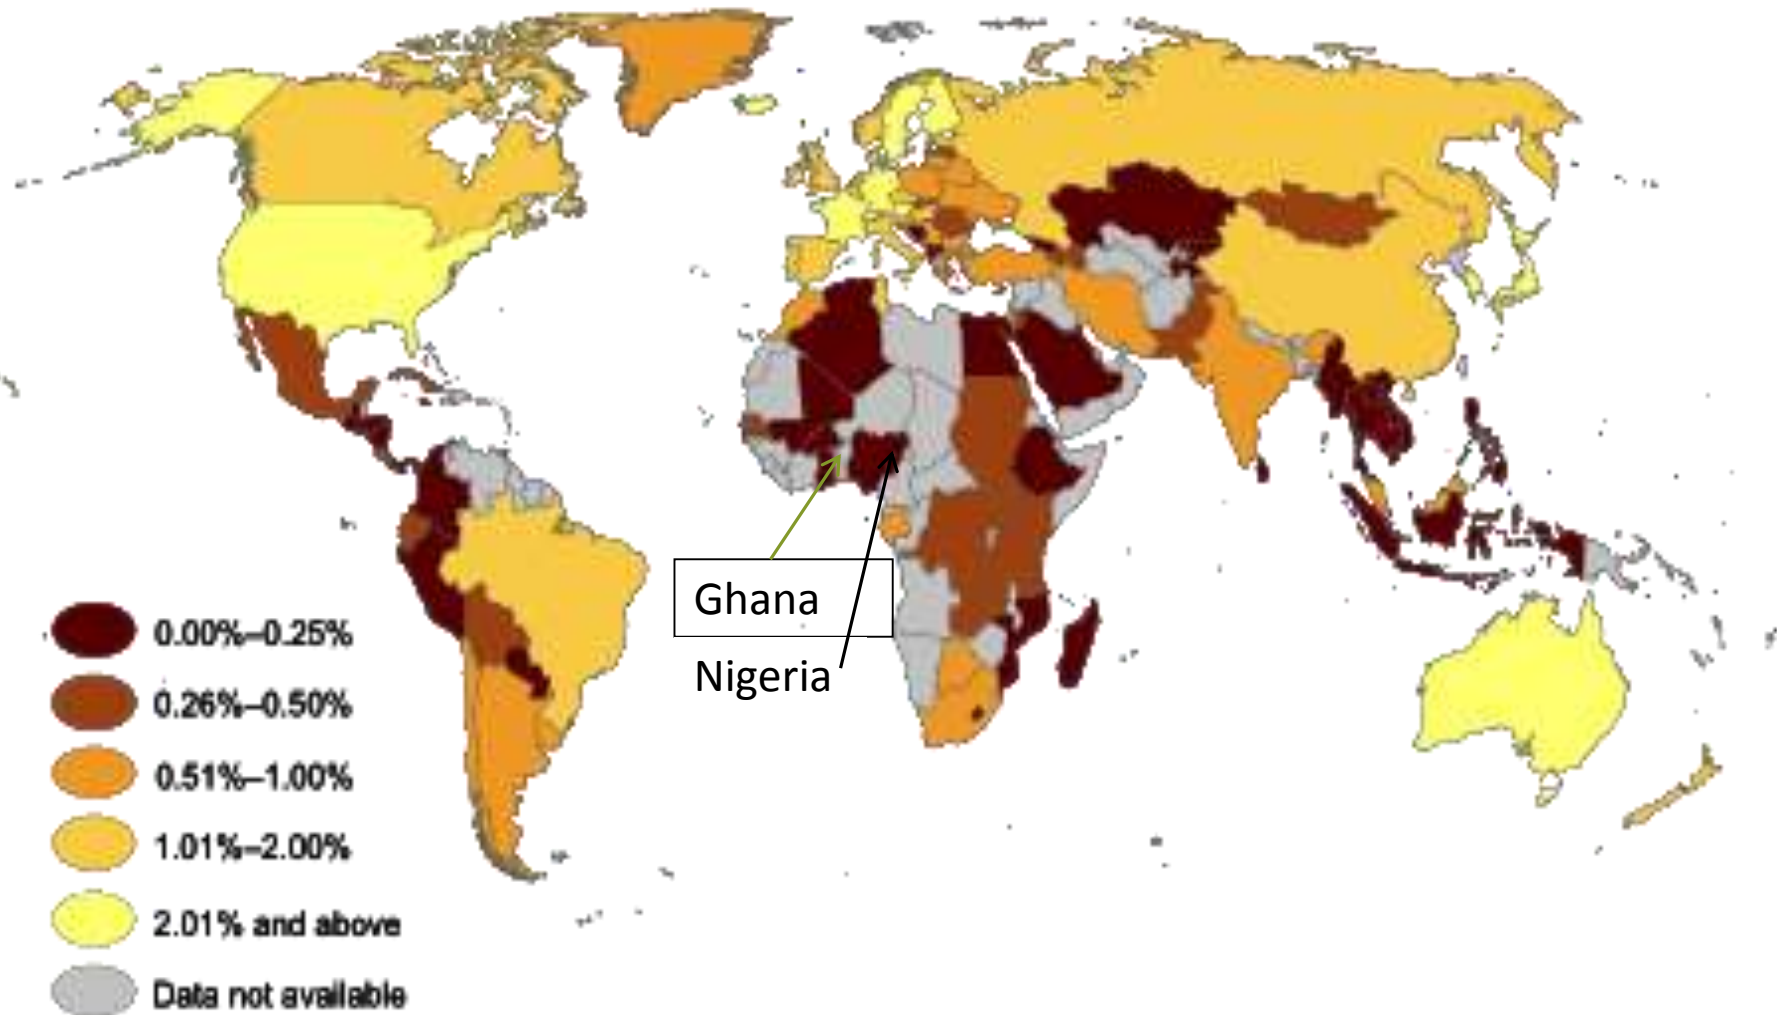 Ghana
Nigeria
0.00%–0.25%
0.26%–0.50%
0.51%–1.00%
1.01%–2.00%
2.01% and above
Data not available